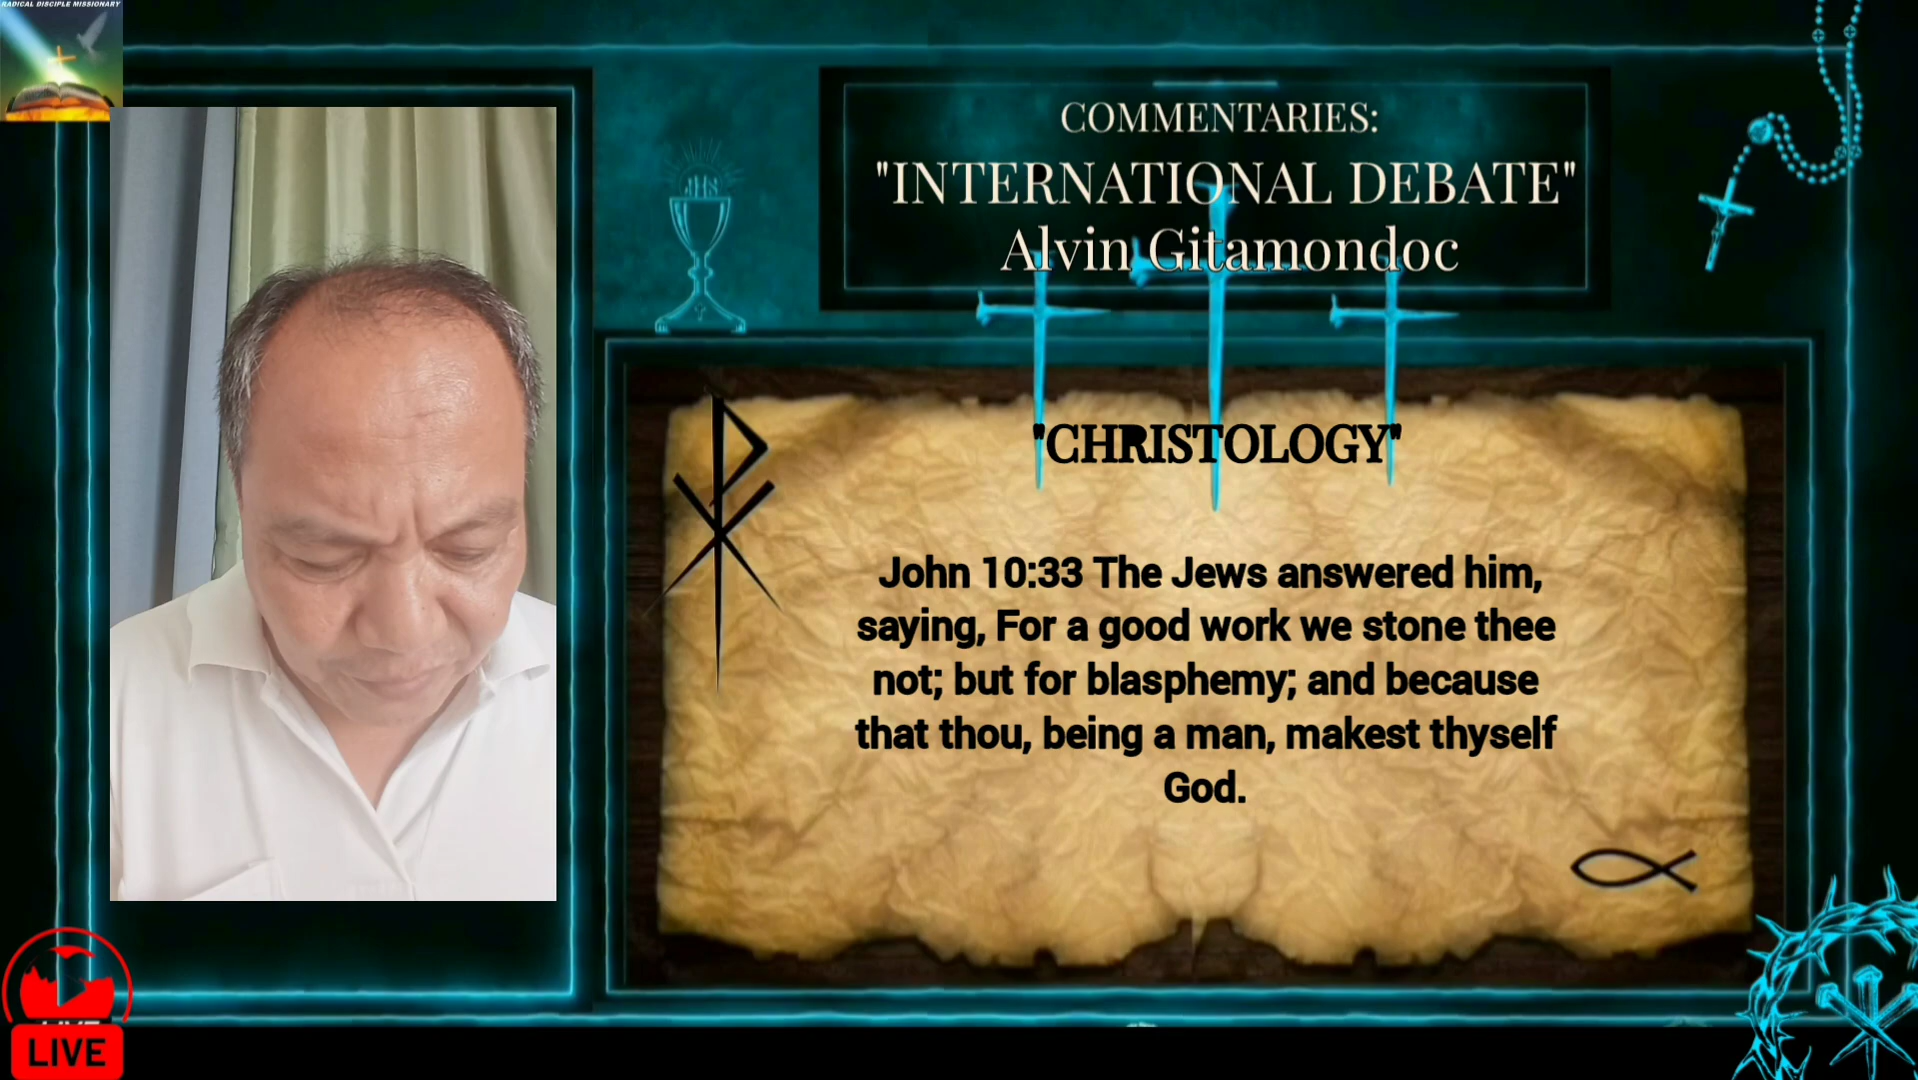 RADICAL DISCIPLE MISSIONARY
COMMENTARIES:
"INTERNATIONAL DEBATE"
Alvin Gitamondoc
JHS
"CHRISTOLOGY"
John 10:33 The Jews answered him,
saying, For a good work we stone thee
not; but for blasphemy; and because
that thou, being a man, makest thyself
God.
LIVE